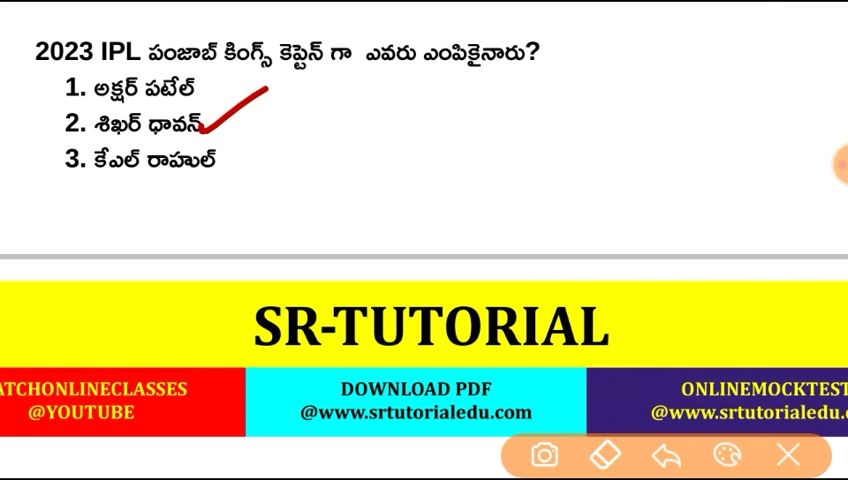 2023 IPL పంజాబ్ కింగ్స్ కెప్టెన్ గా ఎవరు ఎంపికైనారు?
1. అక్షర్ పటేల్
2. శిఖర్ ధావన్
3. కేఎల్ రాహుల్
SR-TUTORIAL
ATCHONLINECLASSES
@YOUTUBE
DOWNLOAD PDF
@www.srtutorialedu.com
ONLINEMOCKTEST
@www.srtutorialedu.c